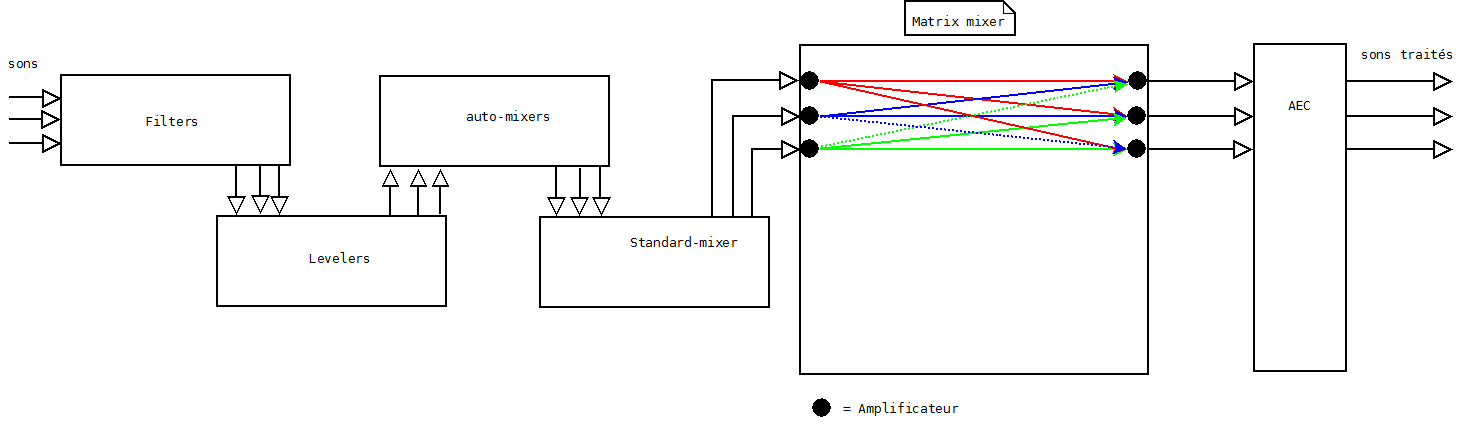 Matrix mixer
sons
sons traités
Filters
auto-mixers
AEC
Levelers
Standard-mixer
= Amplificateur